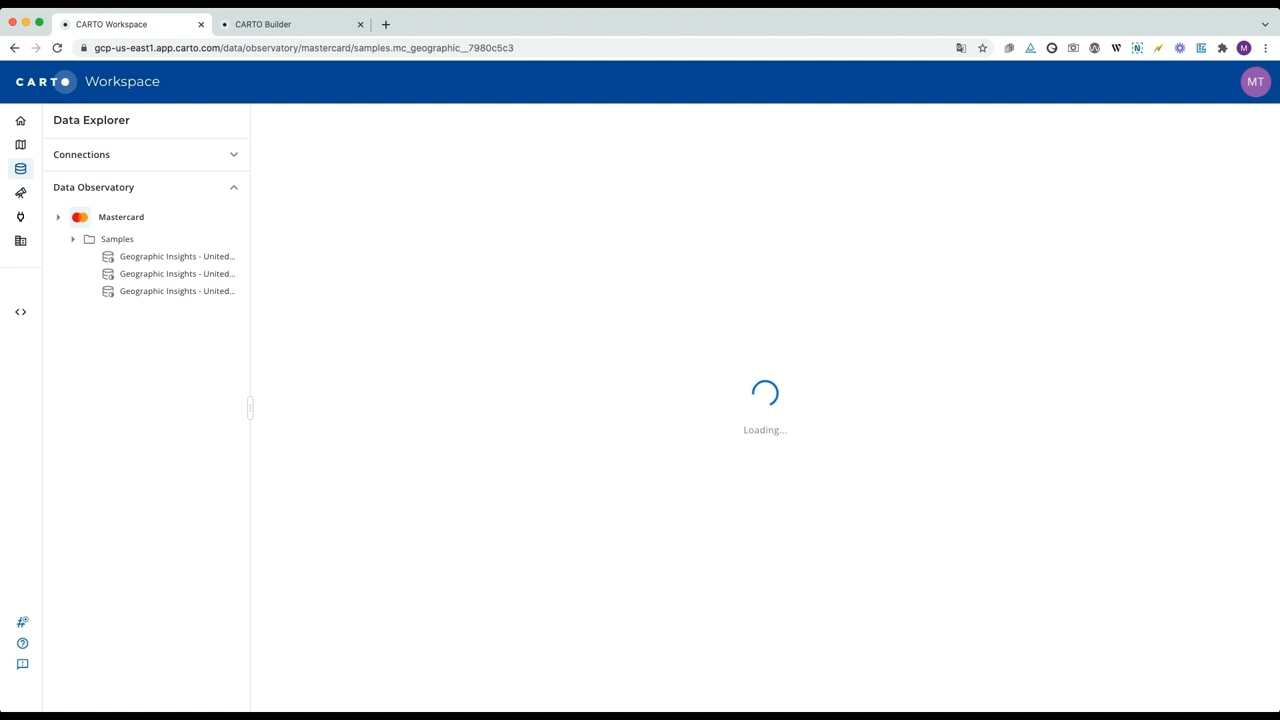 CARTO Workspace
CARTO Builder
gcp-us-east1.app.carto.com/data/observatory/mastercard/samples.mc_geographic__7980c5c3
M
CARTO Workspace
MT
Data Explorer
Connections
Data Observatory
Mastercard
Samples
Geographic Insights - United...
Geographic Insights - United...
Geographic Insights - United...
Loading...